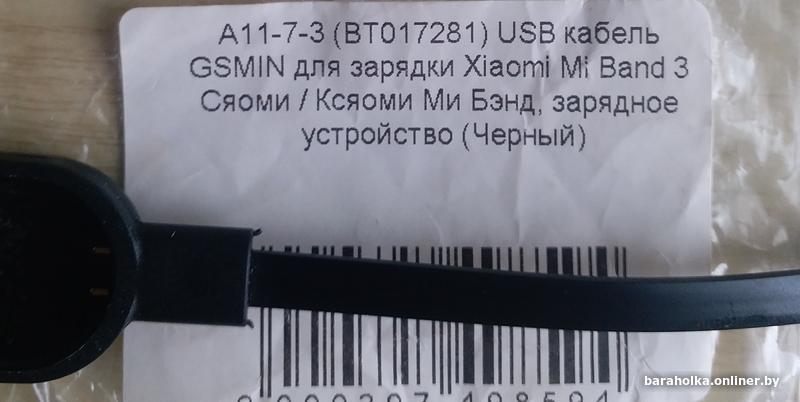 A11-7-3 (BT017281) USB кабель
GSMIN для зарядки Xiaomi Mi Band 3
Сяоми / Ксяоми Ми Бэнд, зарядное
устройство (Черный)
baraholka.onliner.by